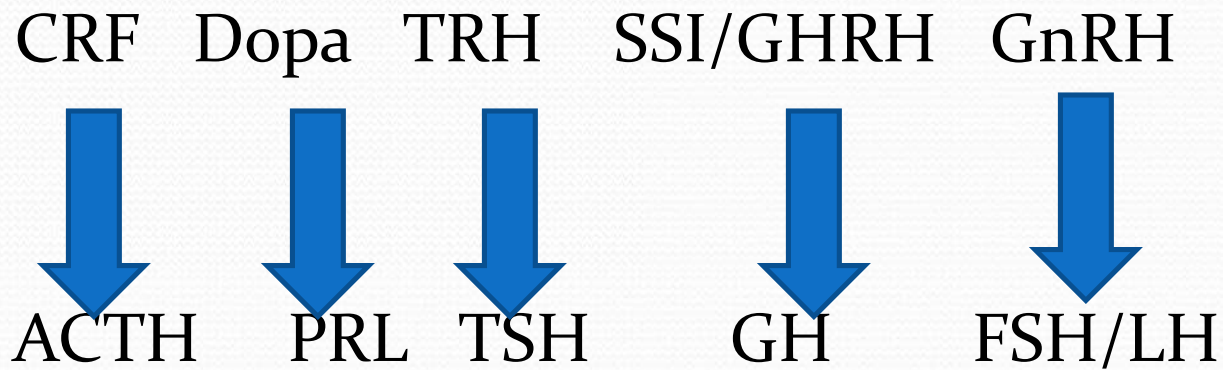 CRF Dopa TRH SSI/GHRH GnRH
ACTH PRL TSH GH FSH/LH